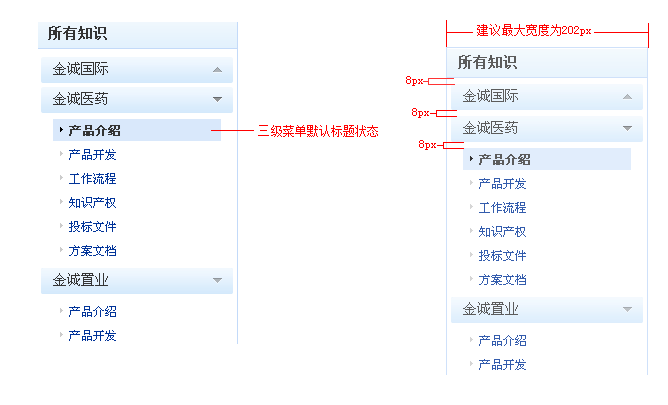 所有知识
金诚国际
金诚医药
产品介绍
三级菜单默认标题状态
产品开发
工作流程
知识产权
投标文件
方案文档
金诚置业
产品介绍
产品开发
建议最大宽度为202px
所有知识
8px
金诚国际
8px
金诚医药
8px
产品介绍
产品开发
工作流程
知识产权
投标文件
方案文档
金诚置业
产品介绍
产品开发